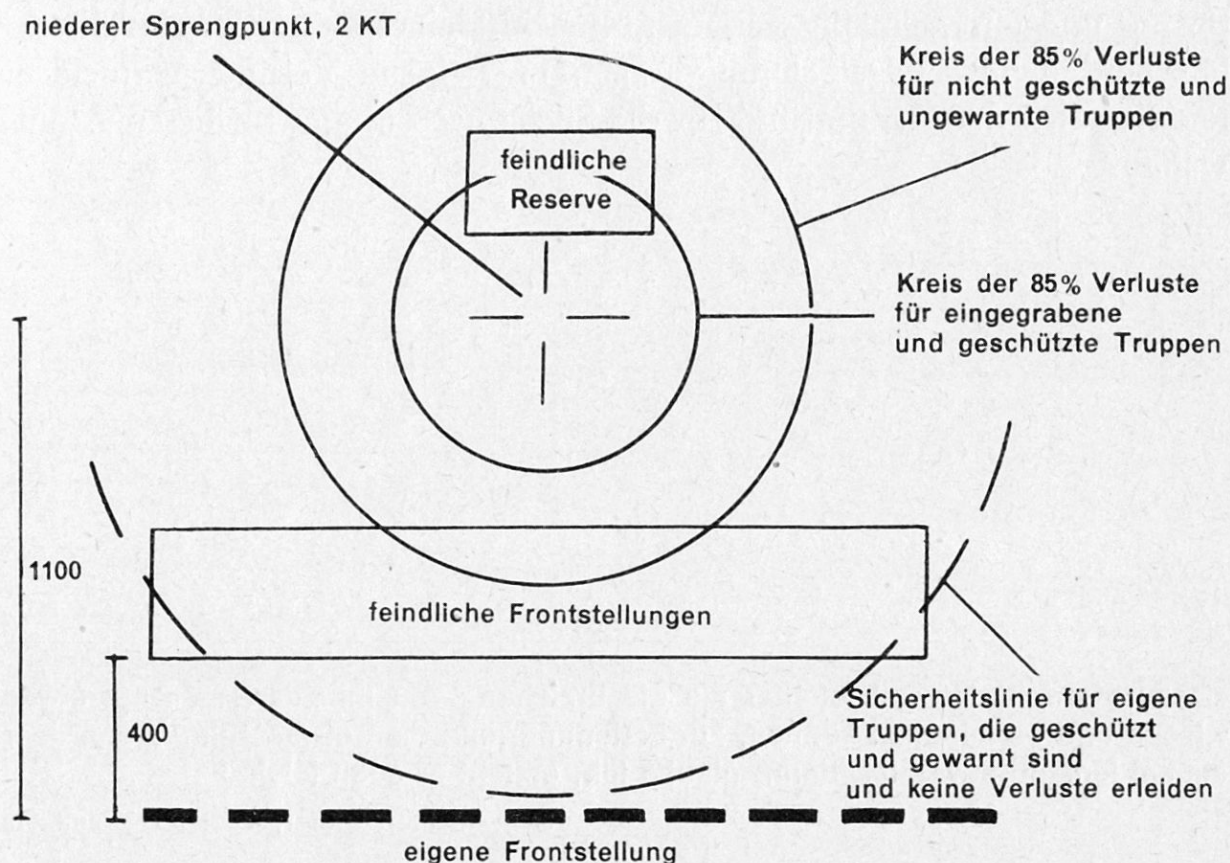 niederer Sprengpunkt, 2 KT
Kreis der 85% Verluste
für nicht geschützte und
ungewarnte Truppen
feindliche
Reserve
Kreis der 85% Verluste
für eingegrabene
und geschützte Truppen
1100
feindliche Frontstellungen
400
Sicherheitslinie für eigene
Truppen, die geschützt
und gewarnt sind
und keine Verluste erleiden
eigene Frontstellung